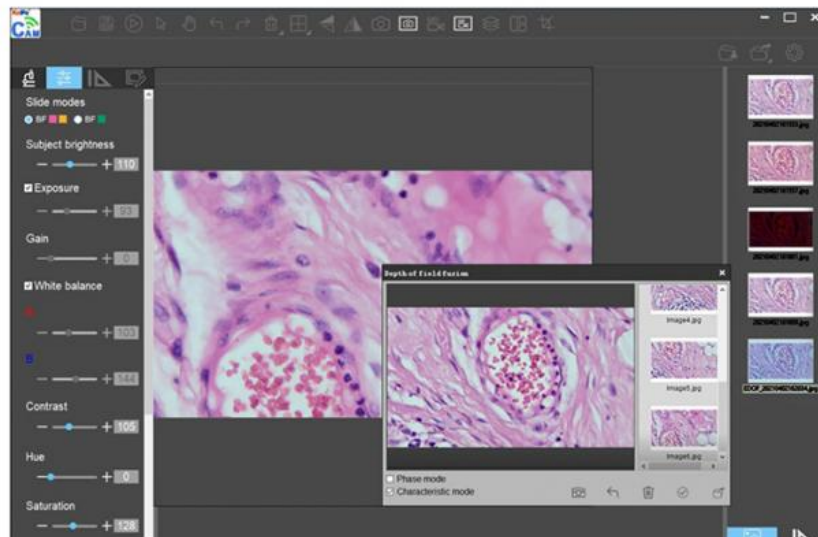 CAM
Slide modes
BF BF
Subject brightness
110
Exposure
93
Gain
0
White balance
103
144
Contrast
105
Hue
0
Saturation
128
Depth of field fusion
Image4.jpg
Image5.jpg
Image6.jpg
Phase mode
Characteristic mode